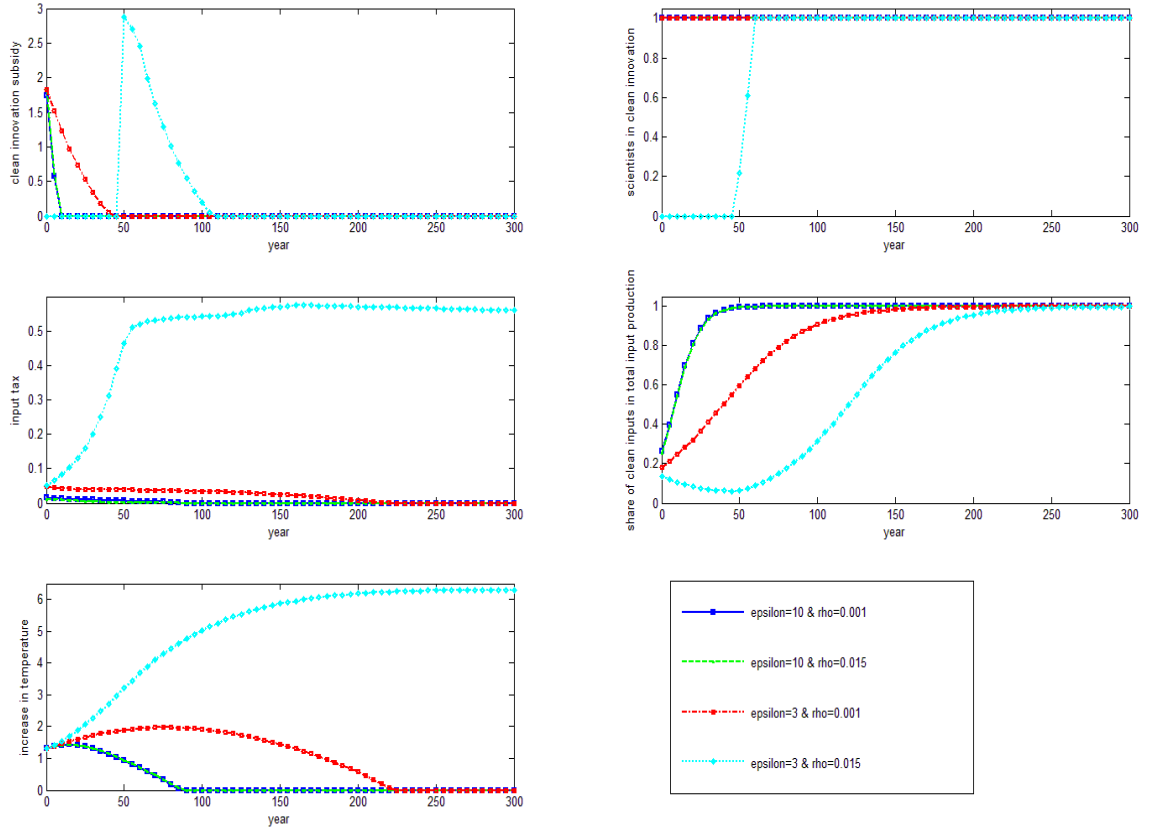 clean innovation subsidy
3
2.5
2
1.5
1
0.5
0
0 50 100 150 200 250 300
year
scientists in clean innovation
1
0.8
0.6
0.4
0.2
0
0 50 100 150 200 250 300
year
input tax
0.5
0.4
0.3
0.2
0.1
0
0 50 100 150 200 250 300
year
share of clean inputs in total input production
1
0.8
0.6
0.4
0.2
0
0 50 100 150 200 250 300
year
increase in temperature
6
5
4
3
2
1
0
0 50 100 150 200 250 300
year
epsilon=10 & rho=0.001
epsilon=10 & rho=0.015
epsilon=3 & rho=0.001
epsilon=3 & rho=0.015